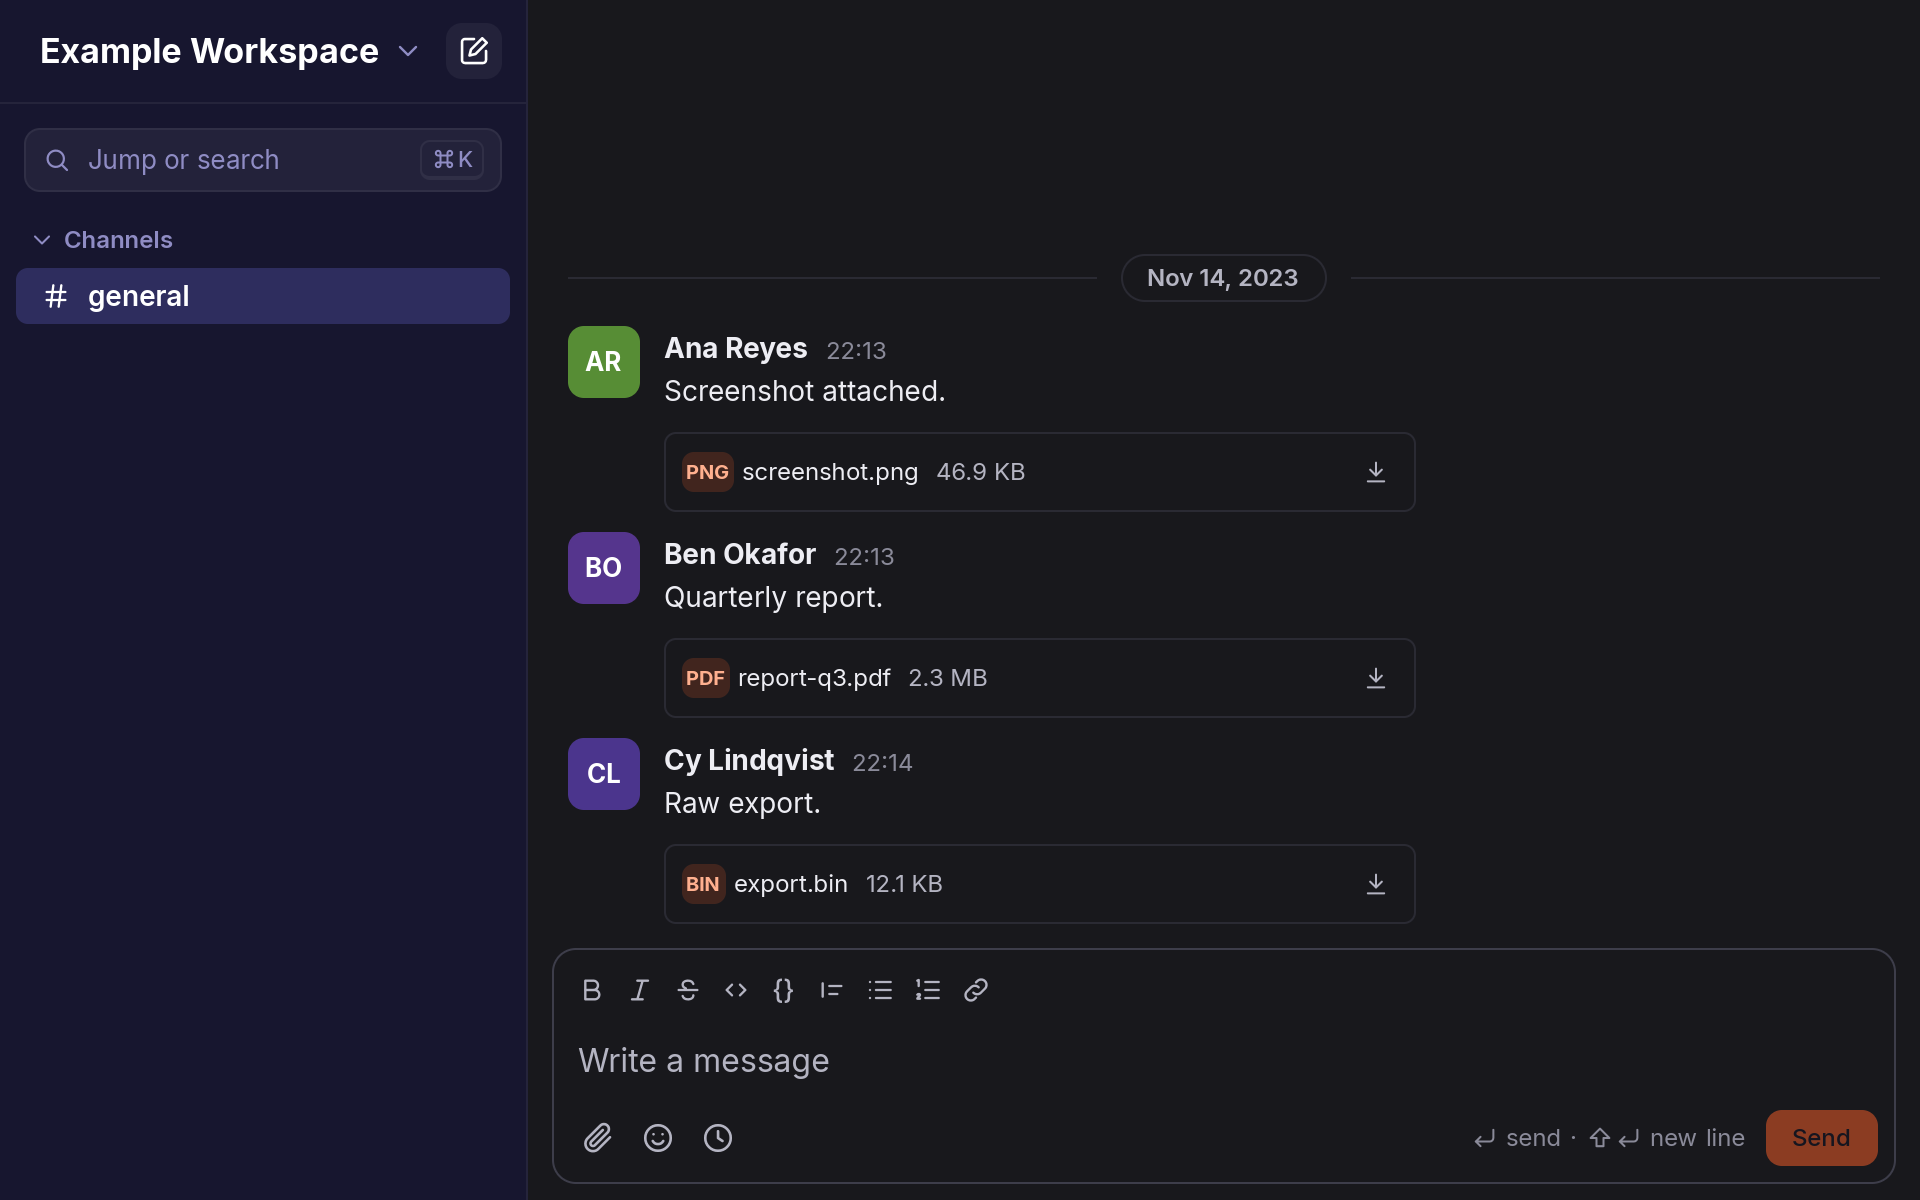 Example Workspace
Jump or search ⌘K
Channels
# general
Nov 14, 2023
AR Ana Reyes 22:13
Screenshot attached.
PNG screenshot.png 46.9 KB
BO Ben Okafor 22:13
Quarterly report.
PDF report-q3.pdf 2.3 MB
CL Cy Lindqvist 22:14
Raw export.
BIN export.bin 12.1 KB
Write a message
send · new line Send